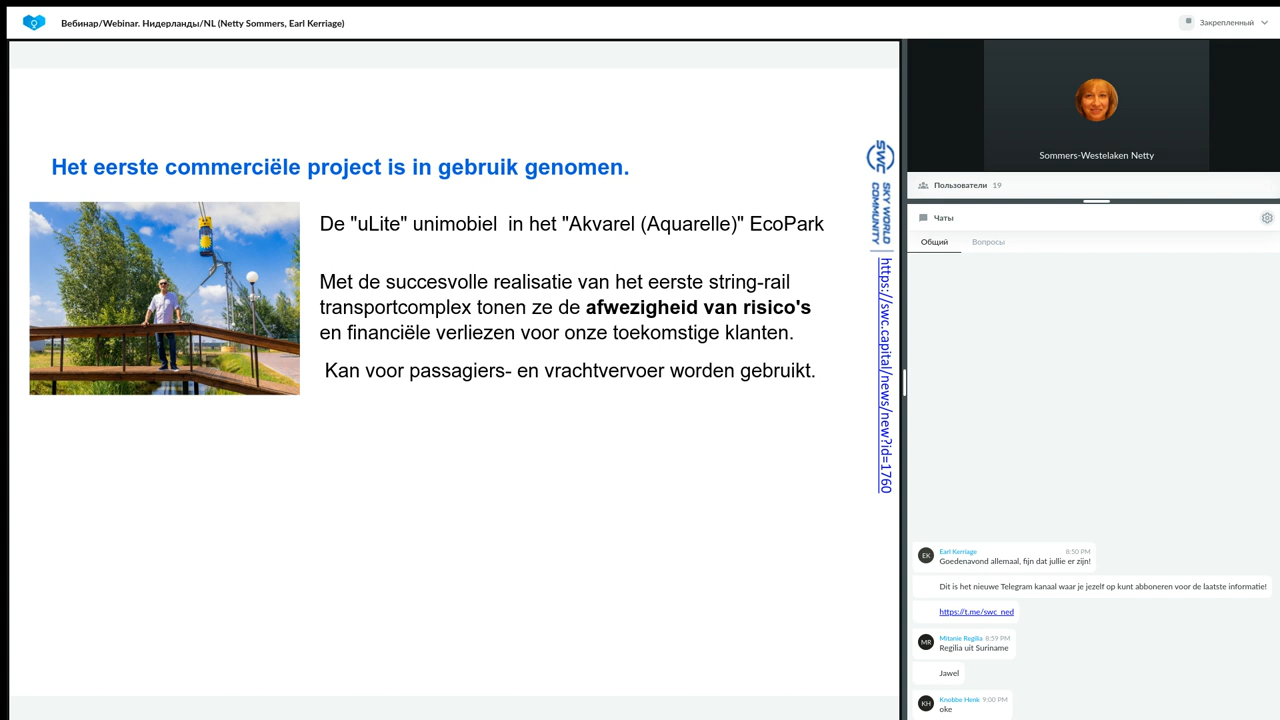 Вебинар/Webinar. Нидерланды/NL (Netty Sommers, Earl Kerriage)
Закрепленный
Het eerste commerciële project is in gebruik genomen.
De "uLite" unimobiel in het "Akvarel (Aquarelle)" EcoPark
Met de succesvolle realisatie van het eerste string-rail
transportcomplex tonen ze de afwezigheid van risico's
en financiële verliezen voor onze toekomstige klanten.
Kan voor passagiers- en vrachtvervoer worden gebruikt.
SWC
SKY WORLD
COMMUNITY
https://swc.capital/news/new?id=1760
Sommers-Westelaken Netty
Пользователи 19
Чаты
Общий Вопросы
EK
Earl Kerriage 8:50 PM
Goedenavond allemaal, fijn dat jullie er zijn!
Dit is het nieuwe Telegram kanaal waar je jezelf op kunt abboneren voor de laatste informatie!
https://t.me/swc_ned
MR
Mitanie Regilia 8:59 PM
Regilia uit Suriname
Jawel
KH
Knobbe Henk 9:00 PM
oke